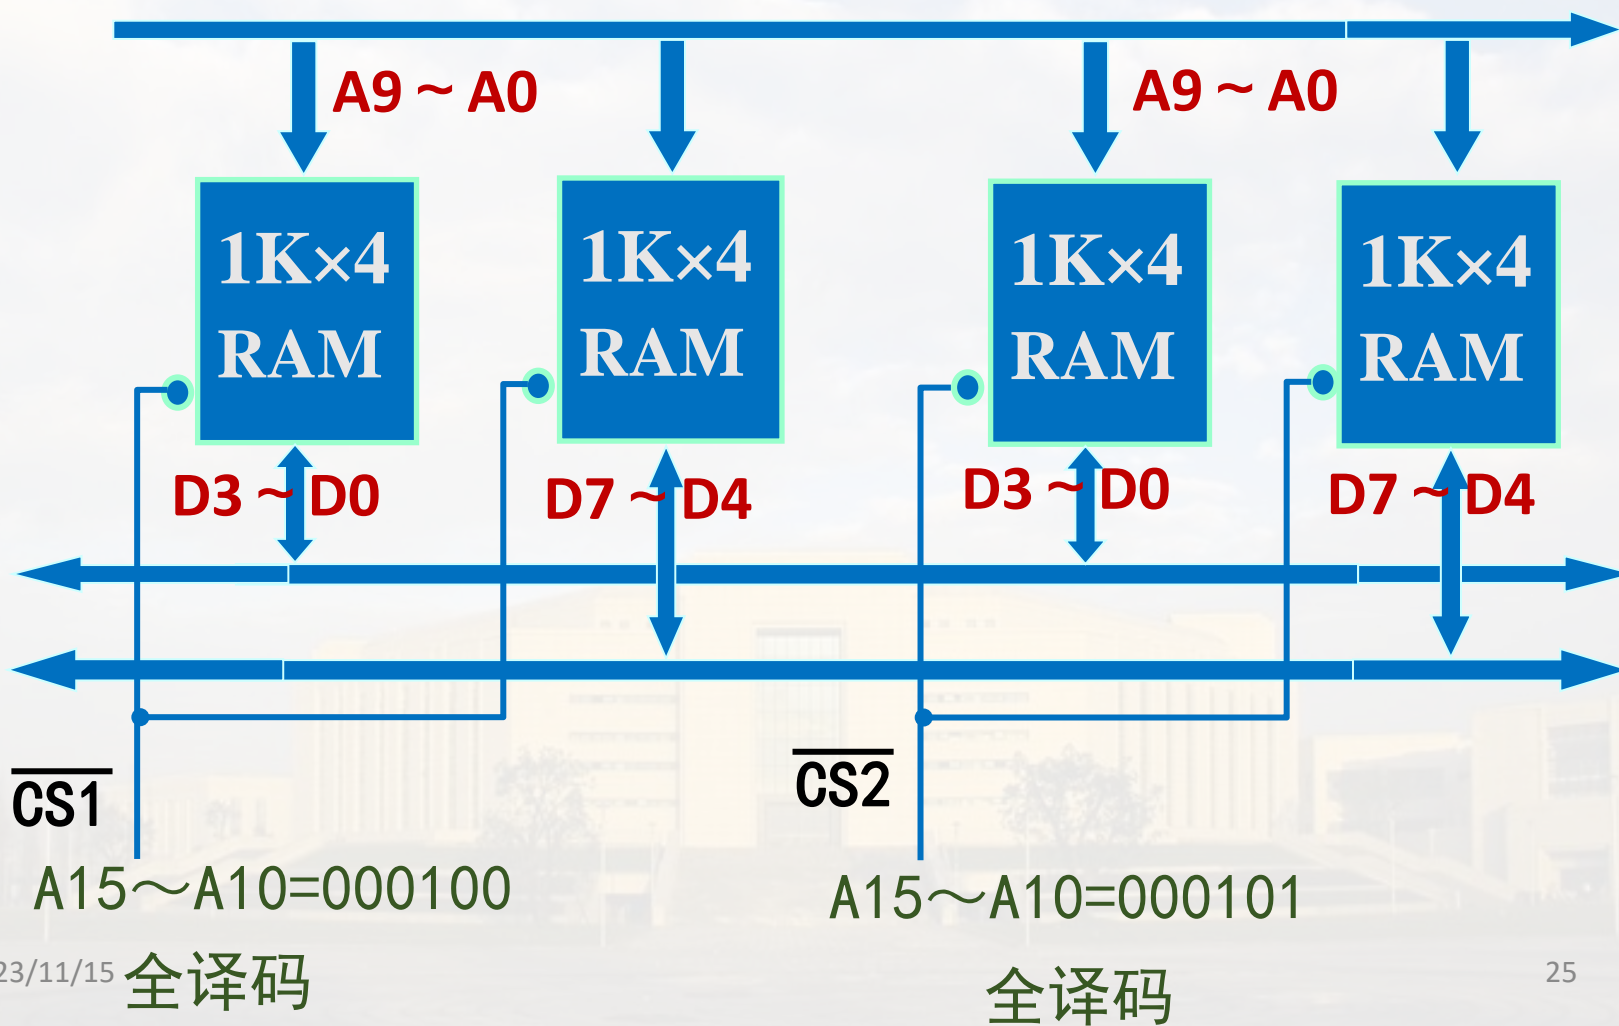 A9 ~ A0
A9 ~ A0
1K×4
RAM
1K×4
RAM
1K×4
RAM
1K×4
RAM
D3 ~ D0
D7 ~ D4
D3 ~ D0
D7 ~ D4
CS1
CS2
A15～A10=000100
A15～A10=000101
23/11/15
全译码
全译码
25